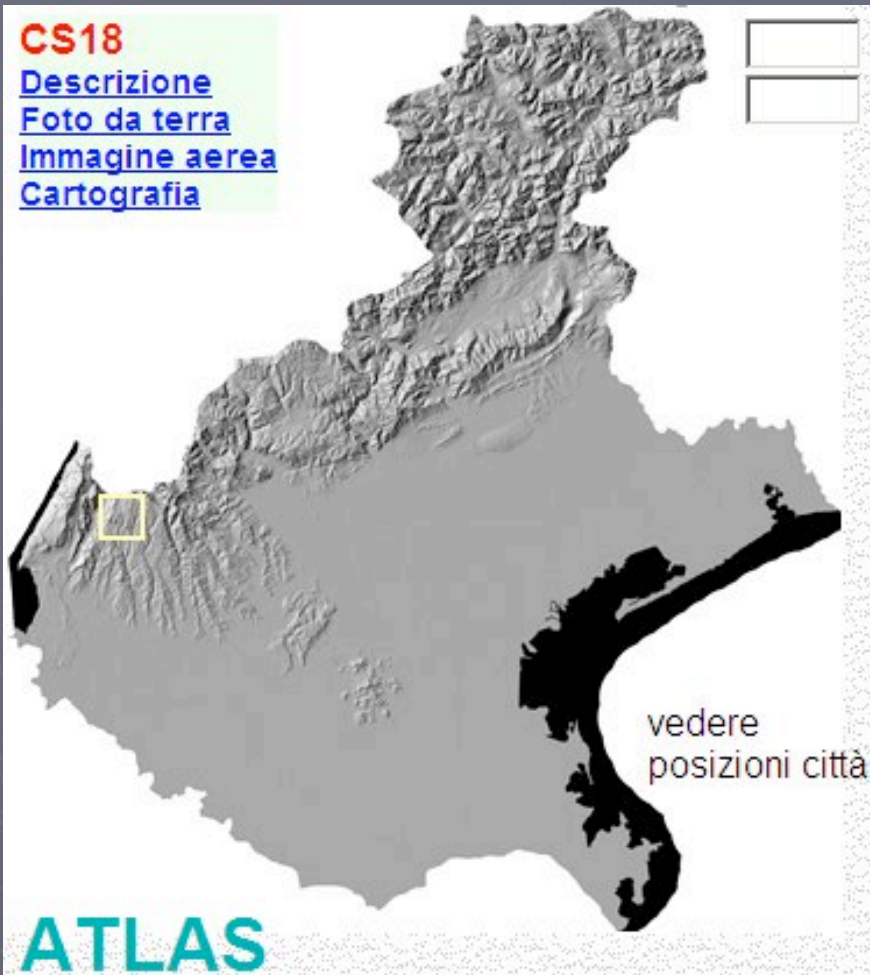 CS18
Descrizione
Foto da terra
Immagine aerea
Cartografia
vedere
posizioni città
ATLAS